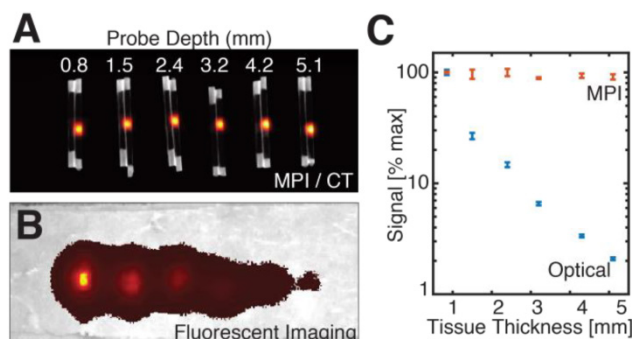 A
Probe Depth (mm)
0.8 1.5 2.4 3.2 4.2 5.1
MPI / CT
B
Fluorescent Imaging
C
Signal [% max]
100
10
1
MPI
Optical
1 2 3 4 5
Tissue Thickness [mm]